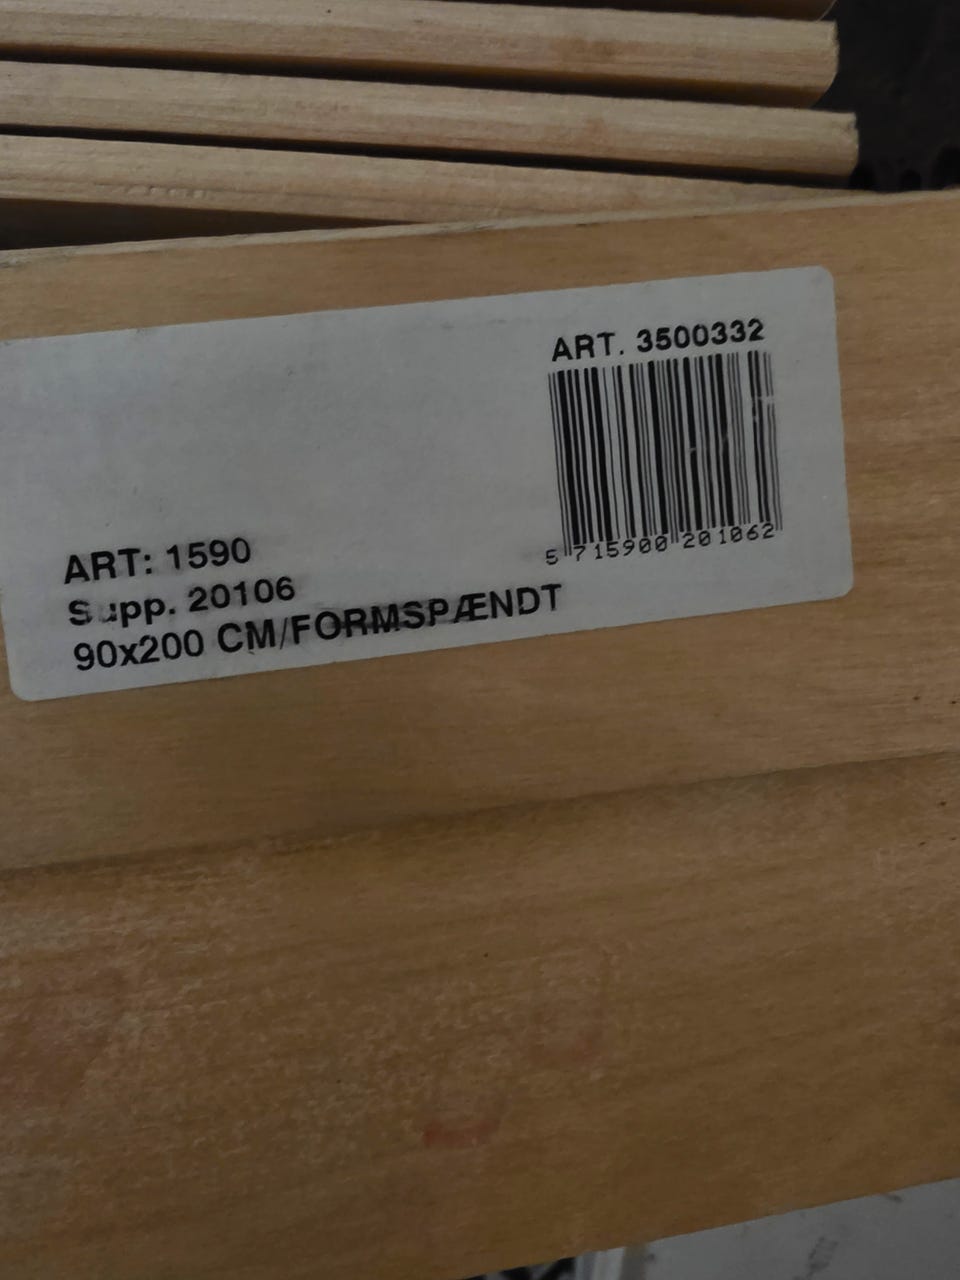 ART. 3500332
5 715900 201062
ART: 1590
Supp. 20106
90x200 CM/FORMSPÆNDT